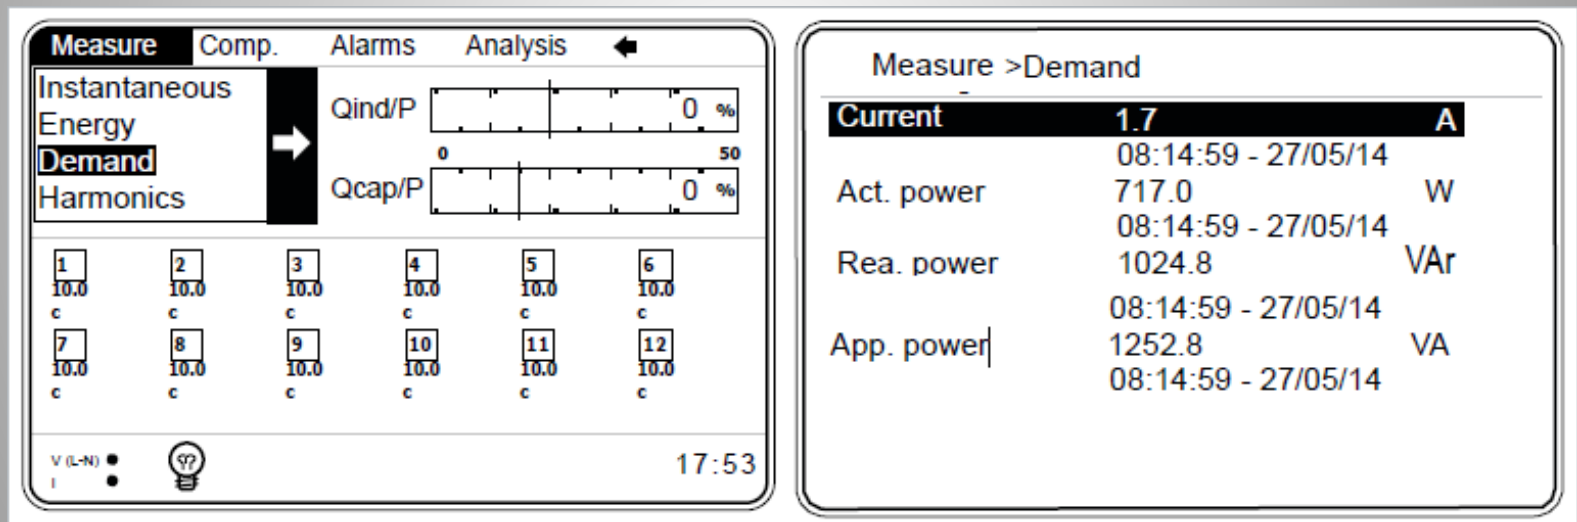 Measure Comp. Alarms Analysis
Instantaneous
Energy
Demand
Harmonics
Qind/P 0 %
0 50
Qcap/P 0 %
1 2 3 4 5 6
10.0 10.0 10.0 10.0 10.0 10.0
c c c c c c
7 8 9 10 11 12
10.0 10.0 10.0 10.0 10.0 10.0
c c c c c c
V (L-N)
I
17:53
Measure >Demand
Current 1.7 A
08:14:59 - 27/05/14
Act. power 717.0 W
08:14:59 - 27/05/14
Rea. power 1024.8 VAr
08:14:59 - 27/05/14
App. power 1252.8 VA
08:14:59 - 27/05/14